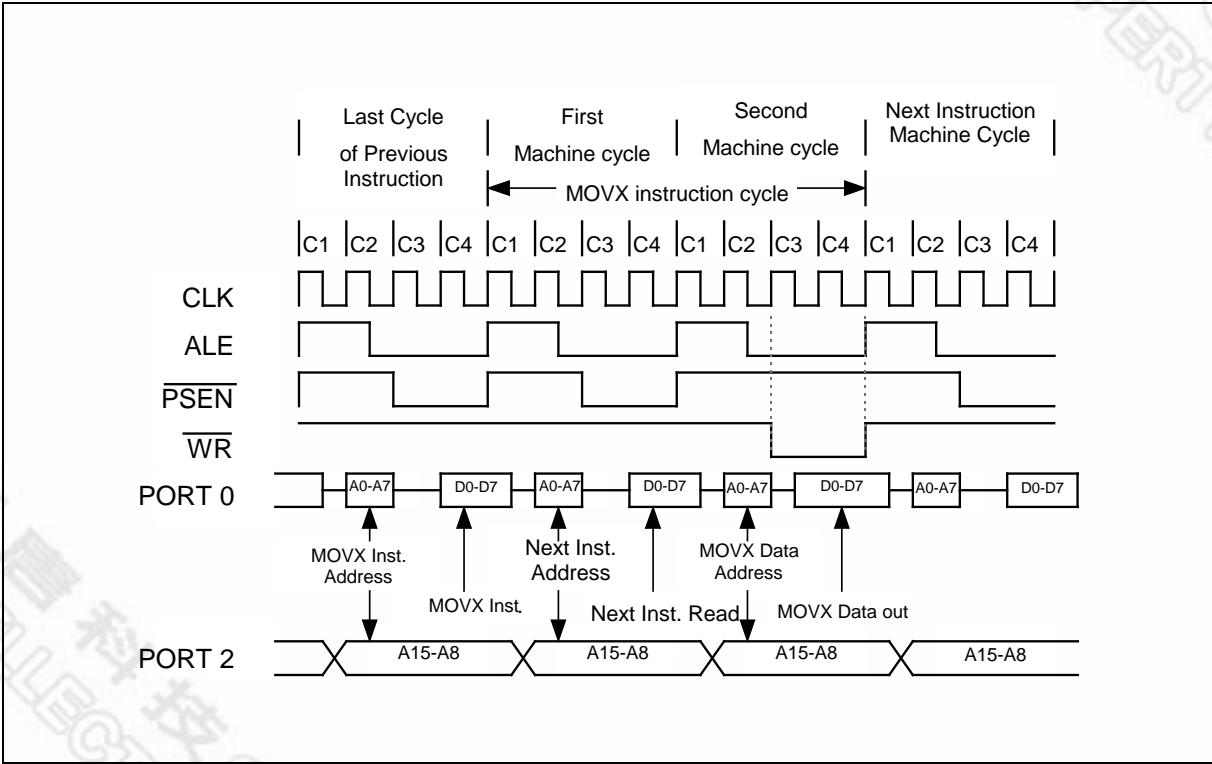 Last Cycle
of Previous
Instruction
First
Machine cycle
Second
Machine cycle
Next Instruction
Machine Cycle
MOVX instruction cycle
C1 C2 C3 C4 C1 C2 C3 C4 C1 C2 C3 C4 C1 C2 C3 C4
CLK
ALE
PSEN
WR
PORT 0
A0-A7 D0-D7 A0-A7 D0-D7 A0-A7 D0-D7 A0-A7 D0-D7
MOVX Inst.
Address
MOVX Inst.
Next Inst.
Address
Next Inst. Read
MOVX Data
Address
MOVX Data out
PORT 2
A15-A8 A15-A8 A15-A8 A15-A8